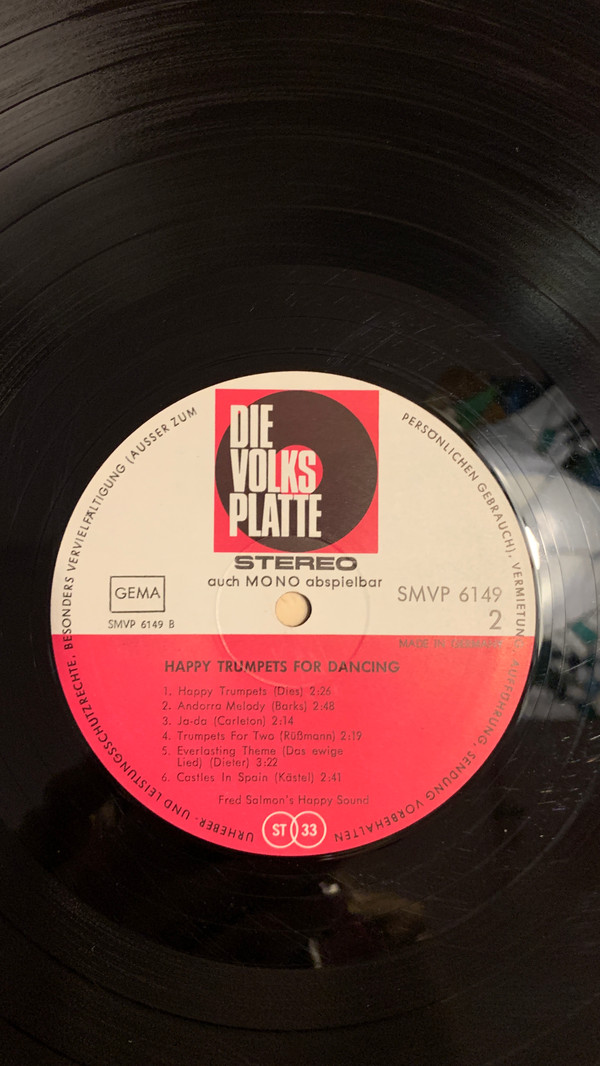 DIE
VOLKS
PLATTE
STEREO
auch MONO abspielbar
GEMA
SMVP 6149 B
SMVP 6149
2
MADE IN GERMANY
HAPPY TRUMPETS FOR DANCING
1. Happy Trumpets (Dies) 2:26
2. Andorra Melody (Barks) 2:48
3. Ja-da (Carleton) 2:14
4. Trumpets For Two (Rüßmann) 2:19
5. Everlasting Theme (Das ewige
Lied) (Dieter) 3:22
6. Castles In Spain (Kästel) 2:41
Fred Salmon's Happy Sound
ST 33
URHEBER- UND LEISTUNGSSCHUTZRECHTE, BESONDERS VERVIELFÄLTIGUNG (AUSSER ZUM PERSÖNLICHEN GEBRAUCH), VERMIETUNG, AUFFÜHRUNG, SENDUNG VORBEHALTEN